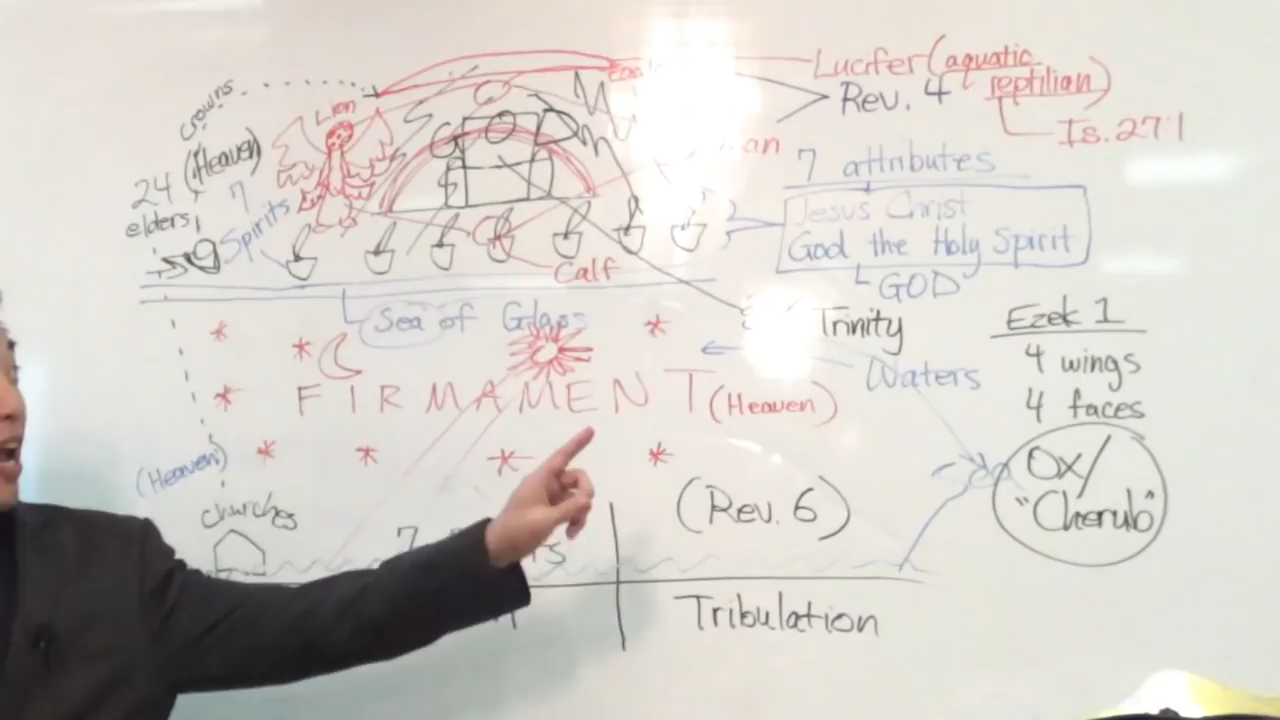 crowns
Lion
Lucifer (aquatic
reptilian)
Rev. 4
Is. 27:1
(Heaven)
24
elders
7
Spirits
GOD
7 attributes
Jesus Christ
God the Holy Spirit
GOD
Calf
Sea of Glass
Trinity
Waters
Ezek 1
4 wings
4 faces
Ox/
"Cherub"
FIRMAMENT (Heaven)
(Heaven)
churches
7
(Rev. 6)
Tribulation